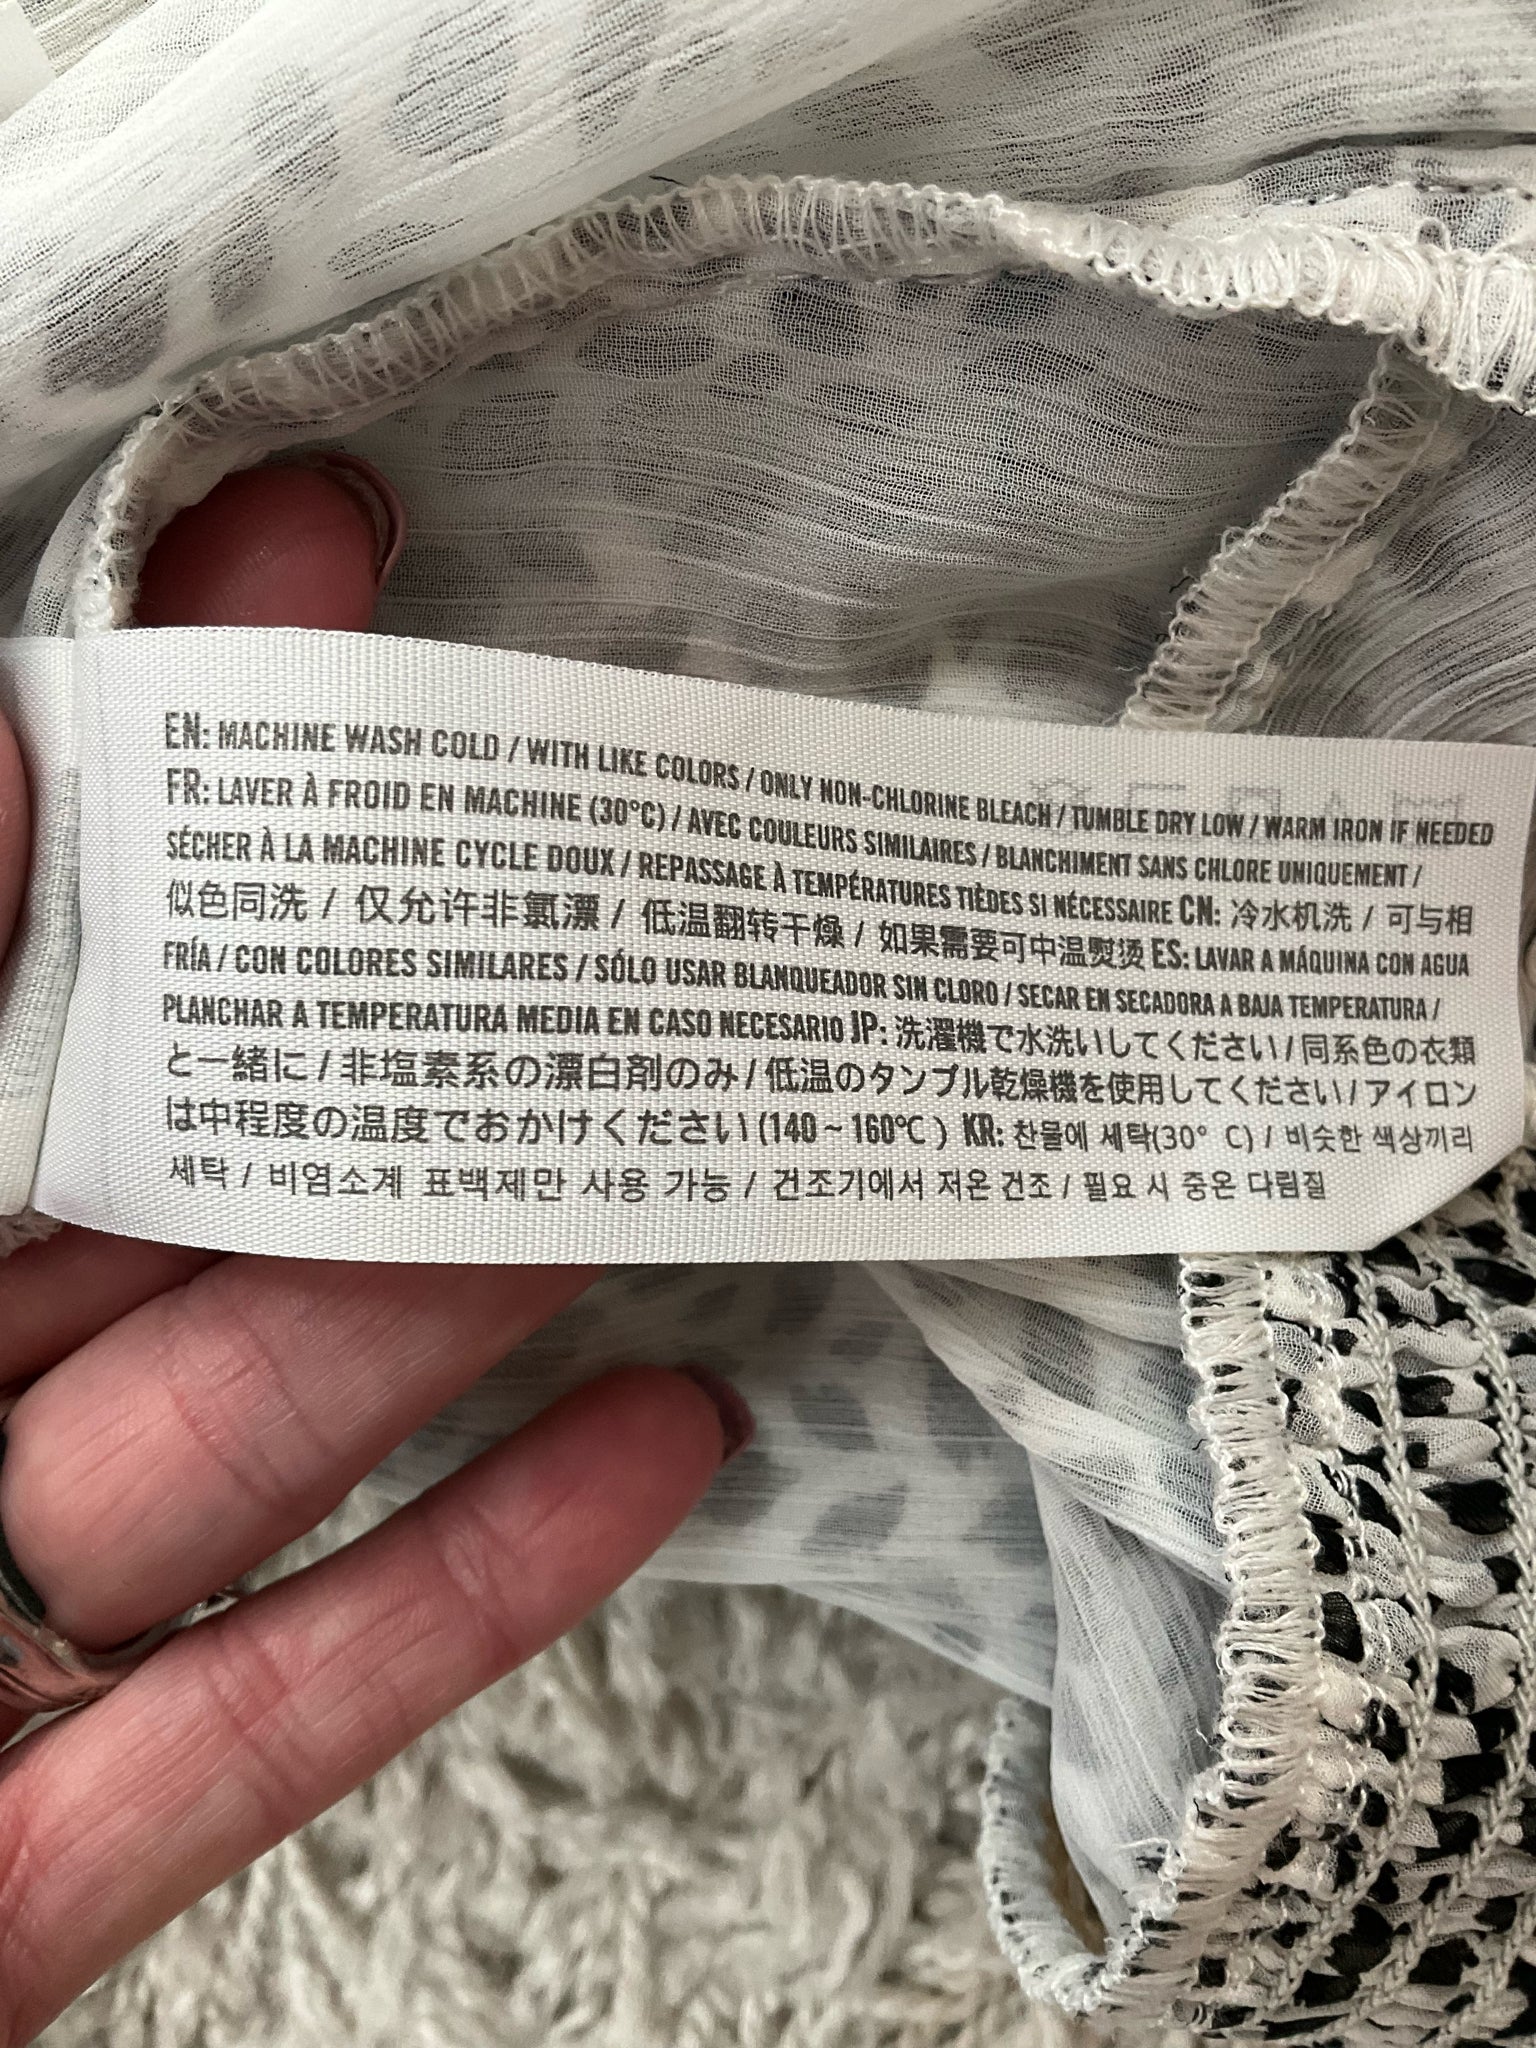 EN: MACHINE WASH COLD / WITH LIKE COLORS / ONLY NON-CHLORINE BLEACH / TUMBLE DRY LOW / WARM IRON IF NEEDED
FR: LAVER À FROID EN MACHINE (30°C) / AVEC COULEURS SIMILAIRES / BLANCHIMENT SANS CHLORE UNIQUEMENT /
SÉCHER À LA MACHINE CYCLE DOUX / REPASSAGE À TEMPÉRATURES TIÈDES SI NÉCESSAIRE CN: 冷水机洗 / 可与相
似色同洗 / 仅允许非氯漂 / 低温翻转干燥 / 如果需要可中温熨烫 ES: LAVAR A MÁQUINA CON AGUA
FRÍA / CON COLORES SIMILARES / SÓLO USAR BLANQUEADOR SIN CLORO / SECAR EN SECADORA A BAJA TEMPERATURA /
PLANCHAR A TEMPERATURA MEDIA EN CASO NECESARIO JP: 洗濯機で水洗いしてください / 同系色の衣類
と一緒に / 非塩素系の漂白剤のみ / 低温のタンブル乾燥機を使用してください / アイロン
は中程度の温度でおかけください (140 ~ 160°C ) KR: 찬물에 세탁(30° C) / 비슷한 색상끼리
세탁 / 비염소계 표백제만 사용 가능 / 건조기에서 저온 건조 / 필요 시 중온 다림질